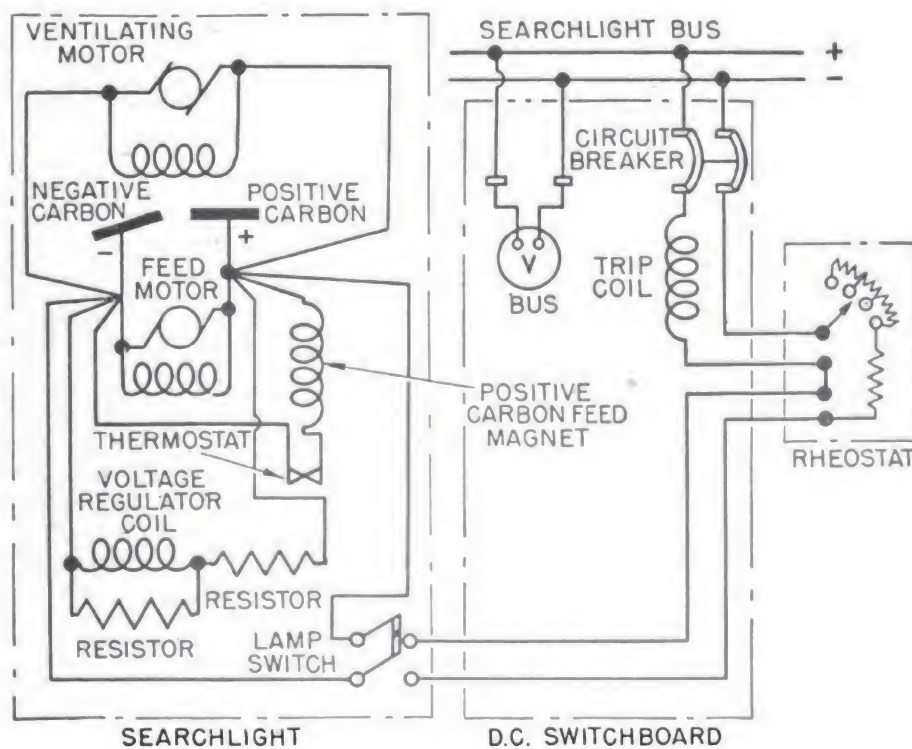 VENTILATING
MOTOR
NEGATIVE
CARBON
-
POSITIVE
CARBON
+
FEED
MOTOR
THERMOSTAT
POSITIVE
CARBON FEED
MAGNET
VOLTAGE
REGULATOR
COIL
RESISTOR
RESISTOR
LAMP
SWITCH
SEARCHLIGHT
SEARCHLIGHT BUS
+
-
CIRCUIT
BREAKER
V
BUS
TRIP
COIL
RHEOSTAT
D.C. SWITCHBOARD